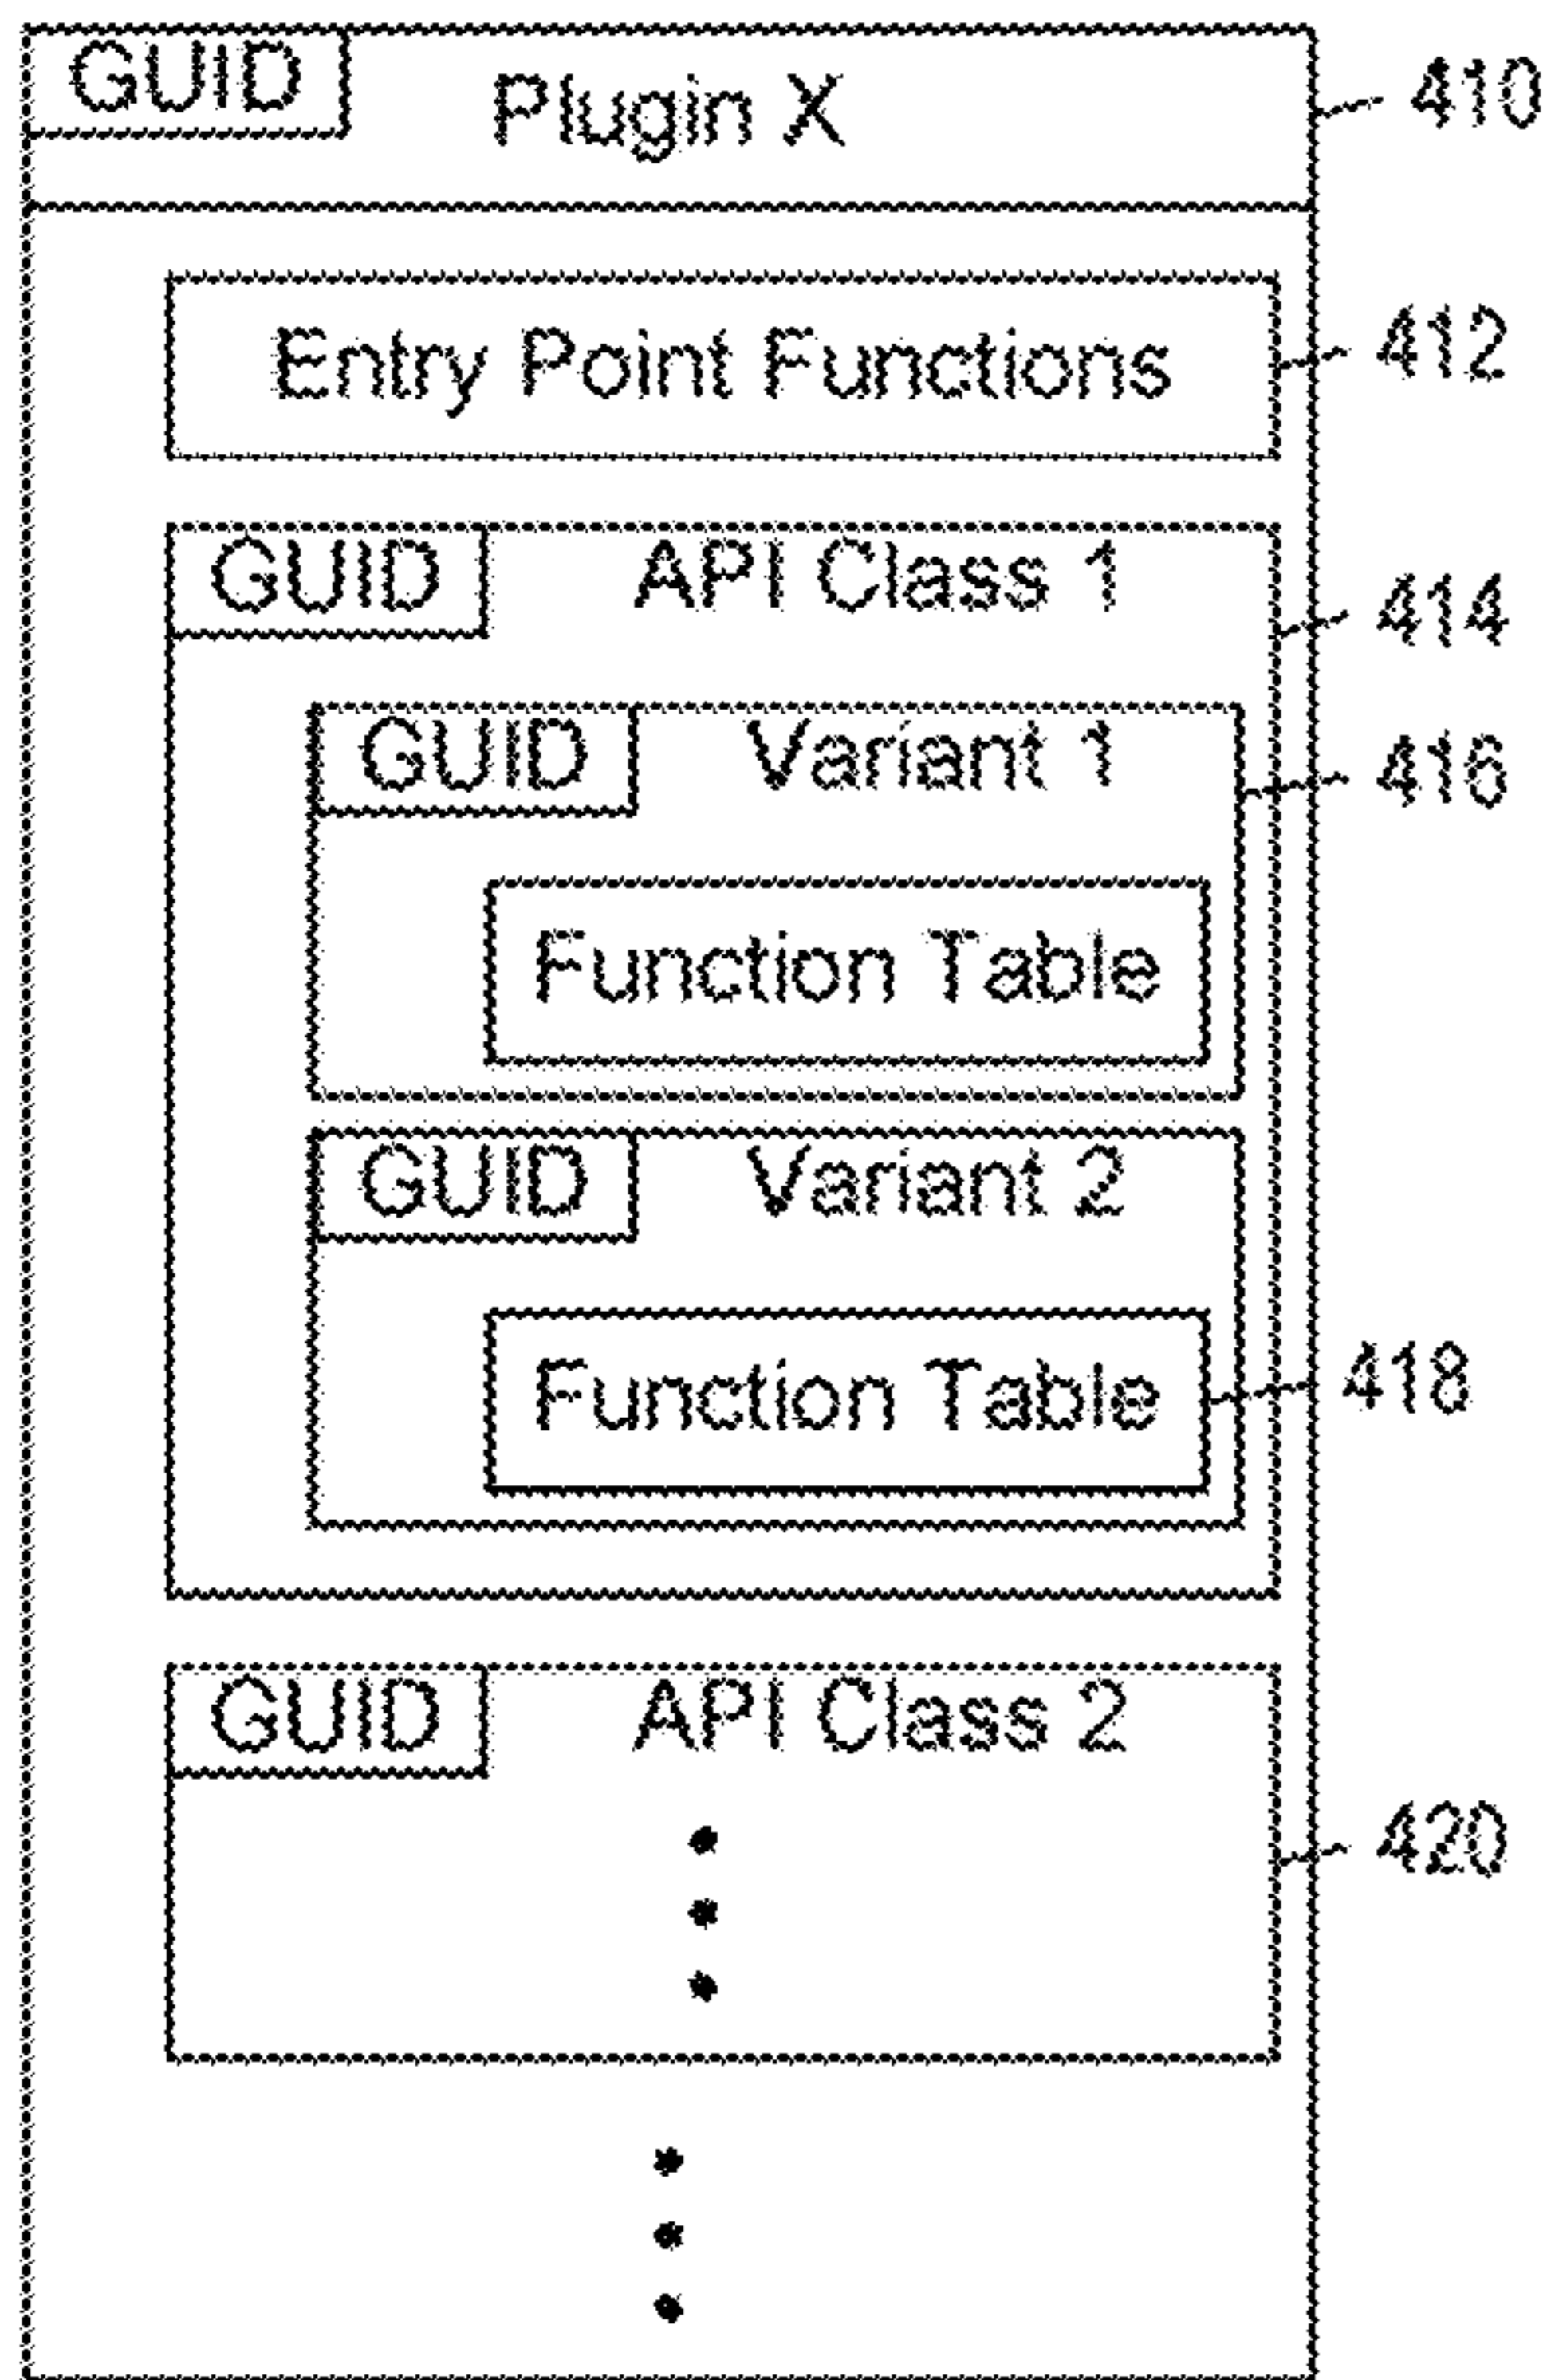 GUID Plugin X 410
Entry Point Functions 412
GUID API Class 1 414
GUID Variant 1 416
Function Table
GUID Variant 2
Function Table 418
GUID API Class 2
420